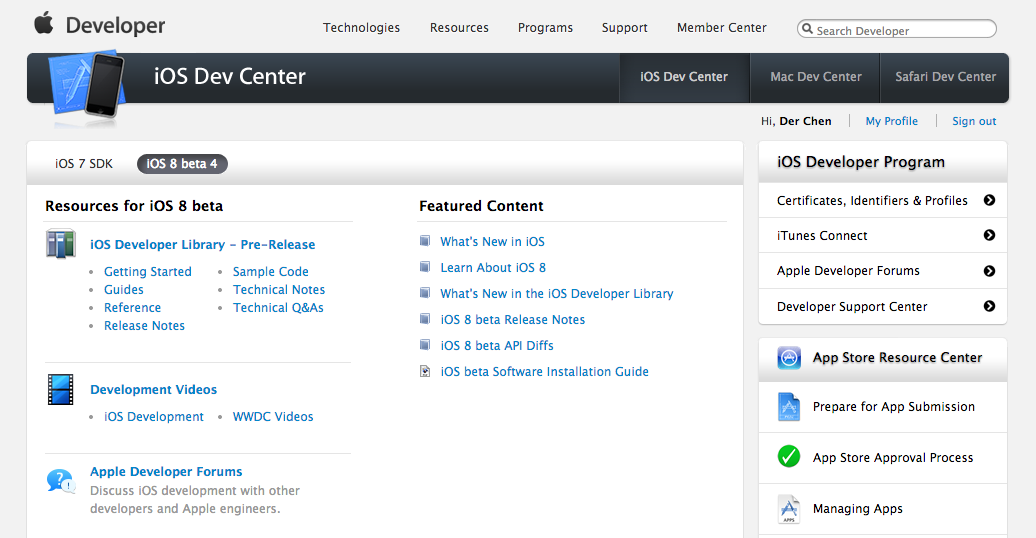 Developer
Technologies Resources Programs Support Member Center Search Developer
iOS Dev Center
iOS Dev Center Mac Dev Center Safari Dev Center
Hi, Der Chen My Profile Sign out
iOS 7 SDK iOS 8 beta 4
Resources for iOS 8 beta
iOS Developer Library – Pre-Release
Getting Started
Guides
Reference
Release Notes
Sample Code
Technical Notes
Technical Q&As
Development Videos
iOS Development WWDC Videos
Apple Developer Forums
Discuss iOS development with other
developers and Apple engineers.
Featured Content
What's New in iOS
Learn About iOS 8
What's New in the iOS Developer Library
iOS 8 beta Release Notes
iOS 8 beta API Diffs
iOS beta Software Installation Guide
iOS Developer Program
Certificates, Identifiers & Profiles
iTunes Connect
Apple Developer Forums
Developer Support Center
App Store Resource Center
Prepare for App Submission
App Store Approval Process
APPS
Managing Apps